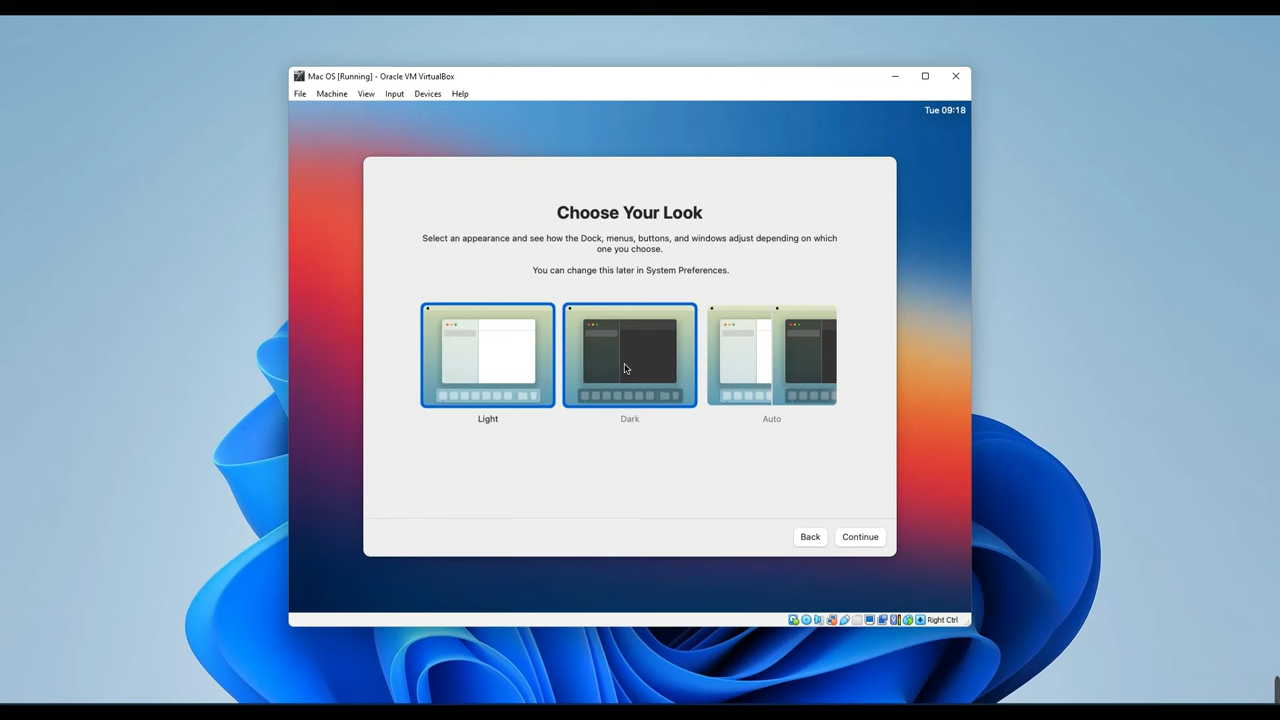 Mac OS [Running] - Oracle VM VirtualBox
File Machine View Input Devices Help
Tue 09:18
Choose Your Look
Select an appearance and see how the Dock, menus, buttons, and windows adjust depending on which
one you choose.
You can change this later in System Preferences.
Light Dark Auto
Back Continue
Right Ctrl